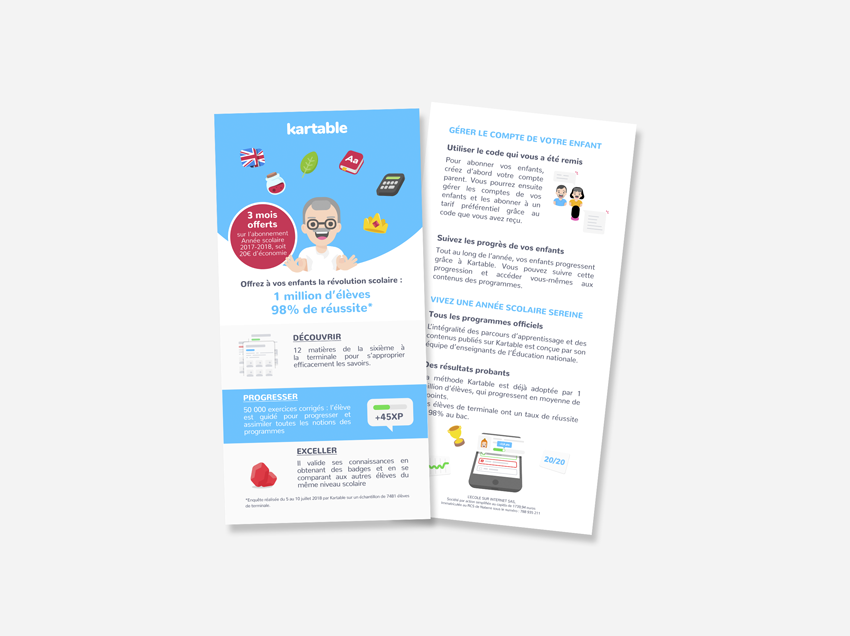 kartable
Aa
3 mois
offerts
sur l'abonnement
Année scolaire
2017-2018, soit
20€ d'économie
Offrez à vos enfants la révolution scolaire :
1 million d'élèves
98% de réussite*
DÉCOUVRIR
12 matières de la sixième à
la terminale pour s'approprier
efficacement les savoirs.
PROGRESSER
50 000 exercices corrigés : l'élève
est guidé pour progresser et
assimiler toutes les notions des
programmes
+45XP
EXCELLER
Il valide ses connaissances en
obtenant des badges et en se
comparant aux autres élèves du
même niveau scolaire
*Enquête réalisée du 5 au 10 juillet 2018 par Kartable sur un échantillon de 7481 élèves
de terminale.
GÉRER LE COMPTE DE VOTRE ENFANT
Utiliser le code qui vous a été remis
Pour abonner vos enfants,
créez d'abord votre compte
parent. Vous pourrez ensuite
gérer les comptes de vos
enfants et les abonner à un
tarif préférentiel grâce au
code que vous avez reçu.
Suivez les progrès de vos enfants
Tout au long de l'année, vos enfants progressent
grâce à Kartable. Vous pouvez suivre cette
progression et accéder vous-mêmes aux
contenus des programmes.
VIVEZ UNE ANNÉE SCOLAIRE SEREINE
Tous les programmes officiels
L'intégralité des parcours d'apprentissage et des
contenus publiés sur Kartable est conçue par son
équipe d'enseignants de l'Éducation nationale.
Des résultats probants
a méthode Kartable est déjà adoptée par 1
illion d'élèves, qui progressent en moyenne de
points.
s élèves de terminale ont un taux de réussite
98% au bac.
20/20
L'ÉCOLE SUR INTERNET SAS,